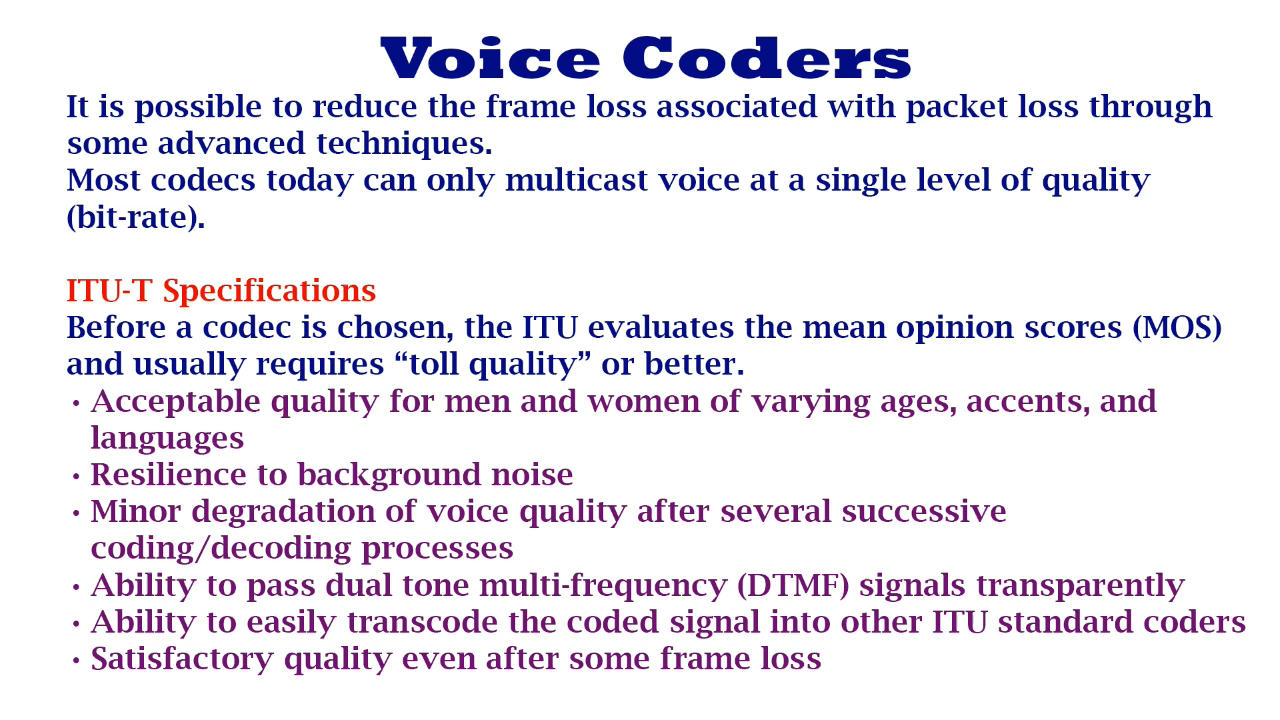 Voice Coders
It is possible to reduce the frame loss associated with packet loss through
some advanced techniques.
Most codecs today can only multicast voice at a single level of quality
(bit-rate).
ITU-T Specifications
Before a codec is chosen, the ITU evaluates the mean opinion scores (MOS)
and usually requires “toll quality” or better.
• Acceptable quality for men and women of varying ages, accents, and
languages
• Resilience to background noise
• Minor degradation of voice quality after several successive
coding/decoding processes
• Ability to pass dual tone multi-frequency (DTMF) signals transparently
• Ability to easily transcode the coded signal into other ITU standard coders
• Satisfactory quality even after some frame loss